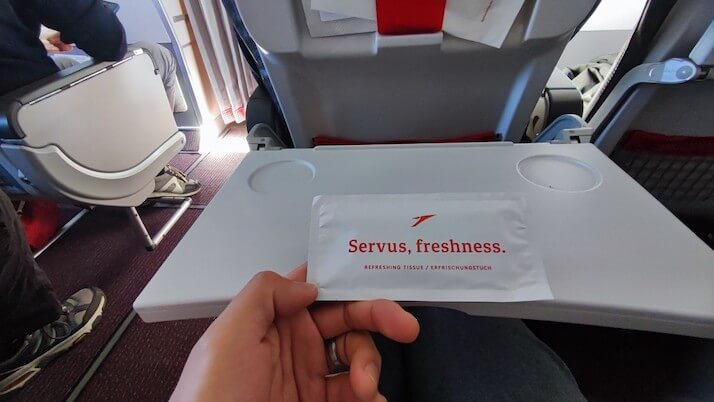 Servus, freshness.
REFRESHING TISSUE / ERFRISCHUNGSTUCH